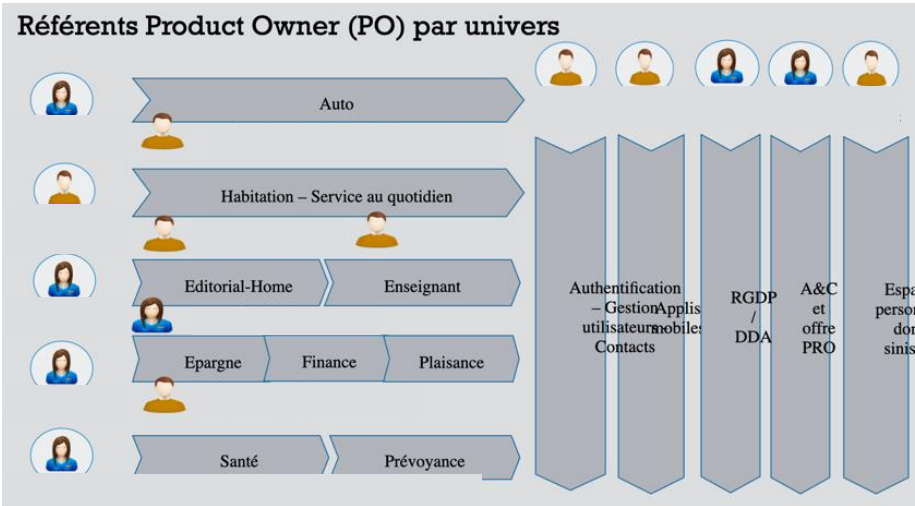 Référents Product Owner (PO) par univers
Auto
Habitation – Service au quotidien
Editorial-Home
Enseignant
Epargne
Finance
Plaisance
Santé
Prévoyance
Authentification
– Gestion
utilisateurs –
Contacts
Applis
mobiles
RGDP
/
DDA
A&C
et
offre
PRO